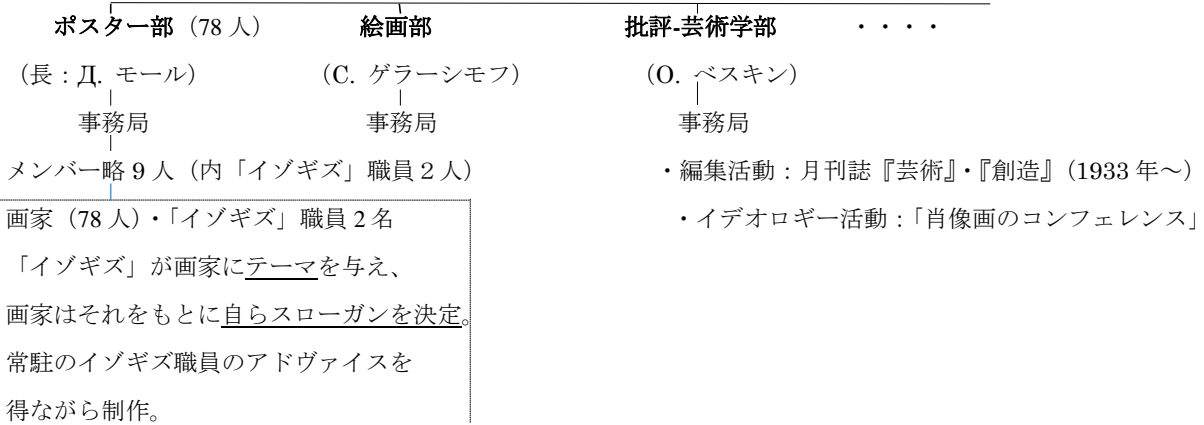 ポスター部（78 人） 絵画部 批評-芸術学部 ・・・・
（長：Д. モール） （С. ゲラーシモフ） （О. ベスキン）
事務局 事務局 事務局
メンバー略 9 人（内「イゾギズ」職員２人） ・編集活動：月刊誌『芸術』・『創造』（1933 年～）
画家（78 人）・「イゾギズ」職員 2 名 ・イデオロギー活動：「肖像画のコンフェレンス」
「イゾギズ」が画家にテーマを与え、
画家はそれをもとに自らスローガンを決定。
常駐のイゾギズ職員のアドヴァイスを
得ながら制作。